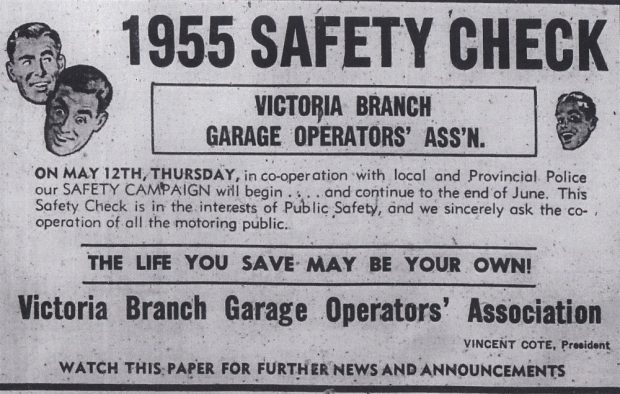 1955 SAFETY CHECK
VICTORIA BRANCH
GARAGE OPERATORS' ASS'N.
ON MAY 12TH, THURSDAY, in co-operation with local and Provincial Police
our SAFETY CAMPAIGN will begin . . . . and continue to the end of June. This
Safety Check is in the interests of Public Safety, and we sincerely ask the co-
operation of all the motoring public.
THE LIFE YOU SAVE MAY BE YOUR OWN!
Victoria Branch Garage Operators' Association
VINCENT COTE, President
WATCH THIS PAPER FOR FURTHER NEWS AND ANNOUNCEMENTS